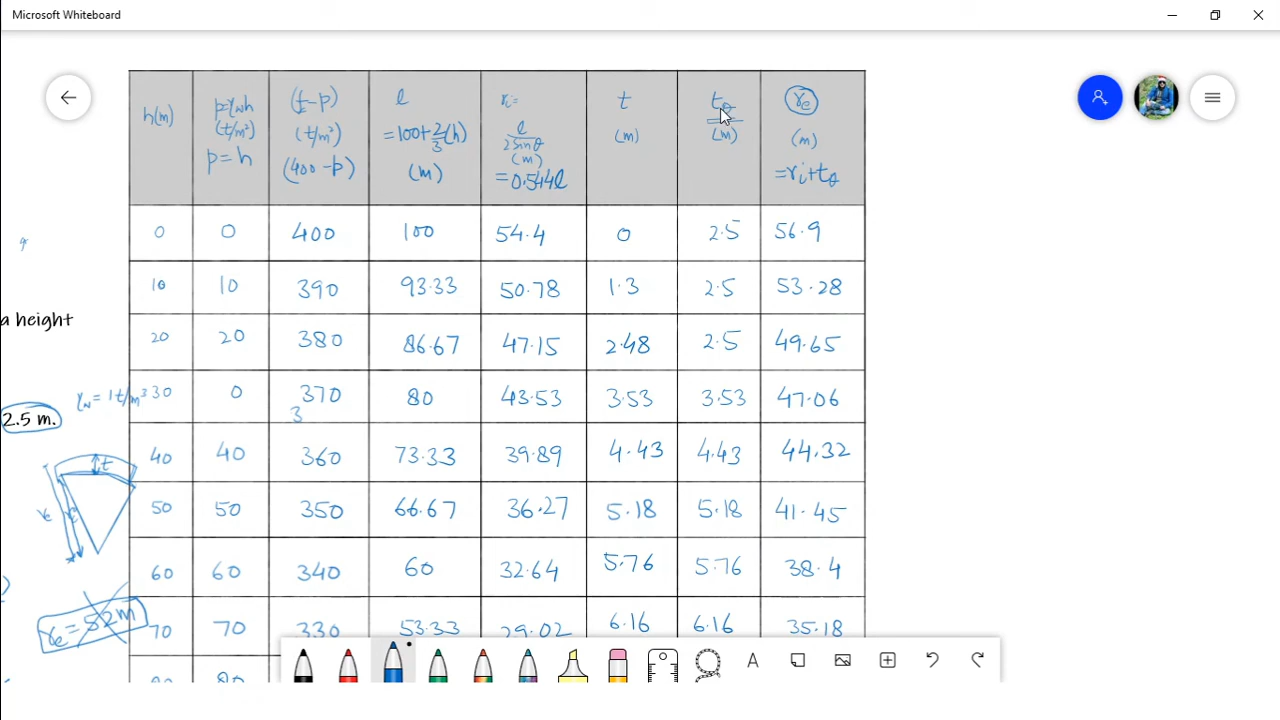 Microsoft Whiteboard
h(m) p=γwh (t/m²) p=h (t-p) (t/m²) (400-p) l =100+2/3(h) (m) ri= l/2sinθ (m) =0.544l t (m) tθ (m) re (m) =ri+tθ
0 0 400 100 54.4 0 2.5 56.9
10 10 390 93.33 50.78 1.3 2.5 53.28
a height
20 20 380 86.67 47.15 2.48 2.5 49.65
γw = 1t/m³ 30 0 370 80 43.53 3.53 3.53 47.06
3
2.5 m.
40 40 360 73.33 39.89 4.43 4.43 44.32
t
50 50 350 66.67 36.27 5.18 5.18 41.45
60 60 340 60 32.64 5.76 5.76 38.4
re = 52m
70 70 330 53.33 29.02 6.16 6.16 35.18
A